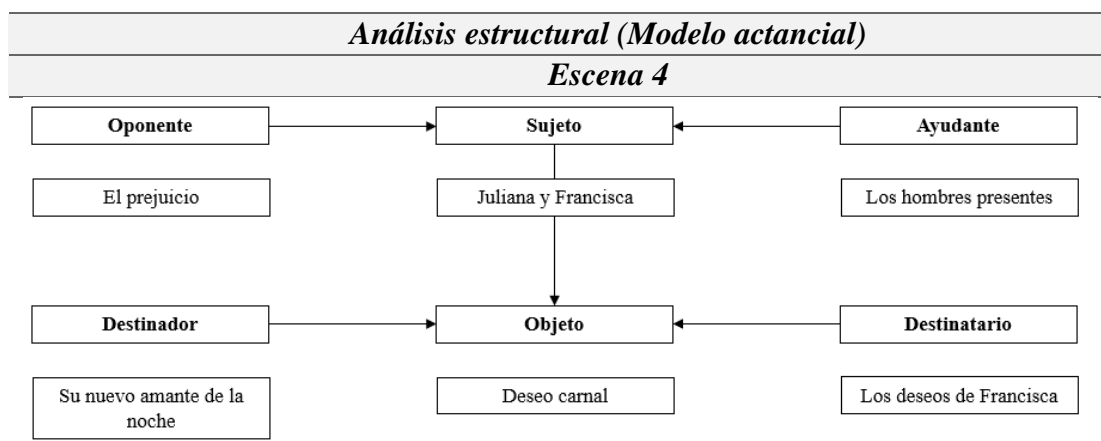 Análisis estructural (Modelo actancial)
Escena 4
Oponente
Sujeto
Ayudante
El prejuicio
Juliana y Francisca
Los hombres presentes
Destinador
Objeto
Destinatario
Su nuevo amante de la
noche
Deseo carnal
Los deseos de Francisca